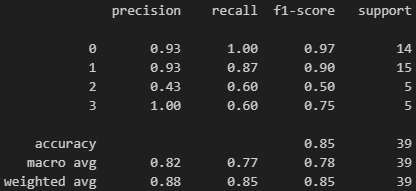 precision recall f1-score support
0 0.93 1.00 0.97 14
1 0.93 0.87 0.90 15
2 0.43 0.60 0.50 5
3 1.00 0.60 0.75 5
accuracy 0.85 39
macro avg 0.82 0.77 0.78 39
weighted avg 0.88 0.85 0.85 39